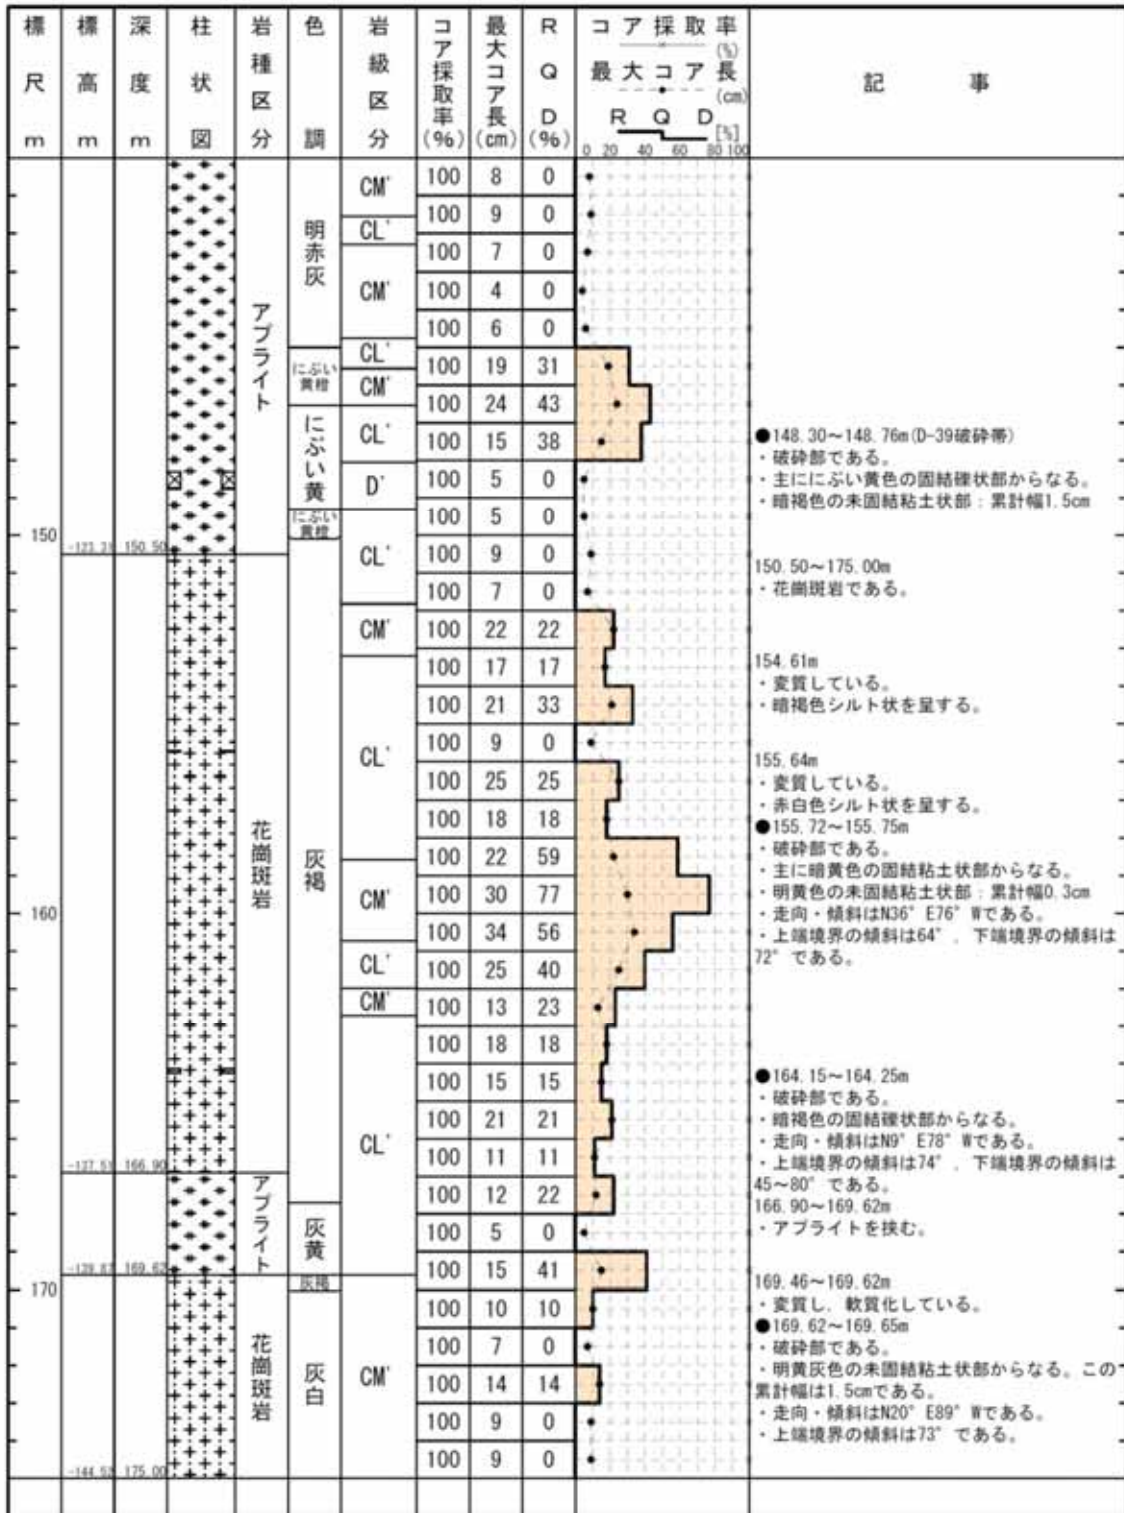 標尺m
標高m
深度m
柱状図
岩種区分
色調
岩級区分
コア採取率(%)
最大コア長(cm)
RQD(%)
コア採取率
(%)
最大コア長
(cm)
RQD
[%]
0 20 40 60 80 100
記事
150
160
170
150.50
166.90
169.62
-144.52 175.00
アプライト
花崗斑岩
アプライト
花崗斑岩
明赤灰
にぶい
黄橙
にぶい黄
にぶい
黄橙
灰褐
灰黄
灰褐
灰白
CM'
CL'
CM'
CL'
CM'
CL'
D'
CL'
CM'
CL'
CM'
CL'
CM'
CL'
CM'
100 8 0
100 9 0
100 7 0
100 4 0
100 6 0
100 19 31
100 24 43
100 15 38
100 5 0
100 5 0
100 9 0
100 7 0
100 22 22
100 17 17
100 21 33
100 9 0
100 25 25
100 18 18
100 22 59
100 30 77
100 34 56
100 25 40
100 13 23
100 18 18
100 15 15
100 21 21
100 11 11
100 12 22
100 5 0
100 15 41
100 10 10
100 7 0
100 14 14
100 9 0
100 9 0
●148.30～148.76m(D-39破砕帯)
・破砕部である。
・主ににぶい黄色の固結礫状部からなる。
・暗褐色の未固結粘土状部：累計幅1.5cm
150.50～175.00m
・花崗斑岩である。
154.61m
・変質している。
・暗褐色シルト状を呈する。
155.64m
・変質している。
・赤白色シルト状を呈する。
●155.72～155.75m
・破砕部である。
・主に暗黄色の固結粘土状部からなる。
・明黄色の未固結粘土状部：累計幅0.3cm
・走向・傾斜はN36°E76°Wである。
・上端境界の傾斜は64°，下端境界の傾斜は
72°である。
●164.15～164.25m
・破砕部である。
・暗褐色の固結礫状部からなる。
・走向・傾斜はN9°E78°Wである。
・上端境界の傾斜は74°，下端境界の傾斜は
45～80°である。
166.90～169.62m
・アプライトを挟む。
169.46～169.62m
・変質し，軟質化している。
●169.62～169.65m
・破砕部である。
・明黄灰色の未固結粘土状部からなる。この
累計幅は1.5cmである。
・走向・傾斜はN20°E89°Wである。
・上端境界の傾斜は73°である。